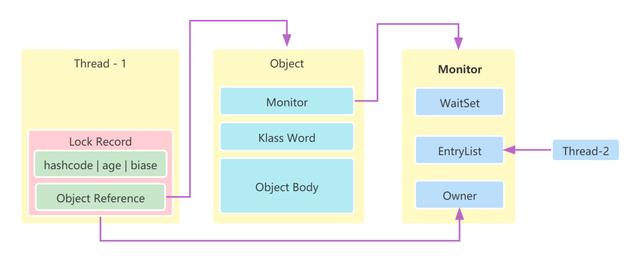 Thread - 1
Lock Record
hashcode | age | biase
Object Reference
Object
Monitor
Klass Word
Object Body
Monitor
WaitSet
EntryList
Owner
Thread-2